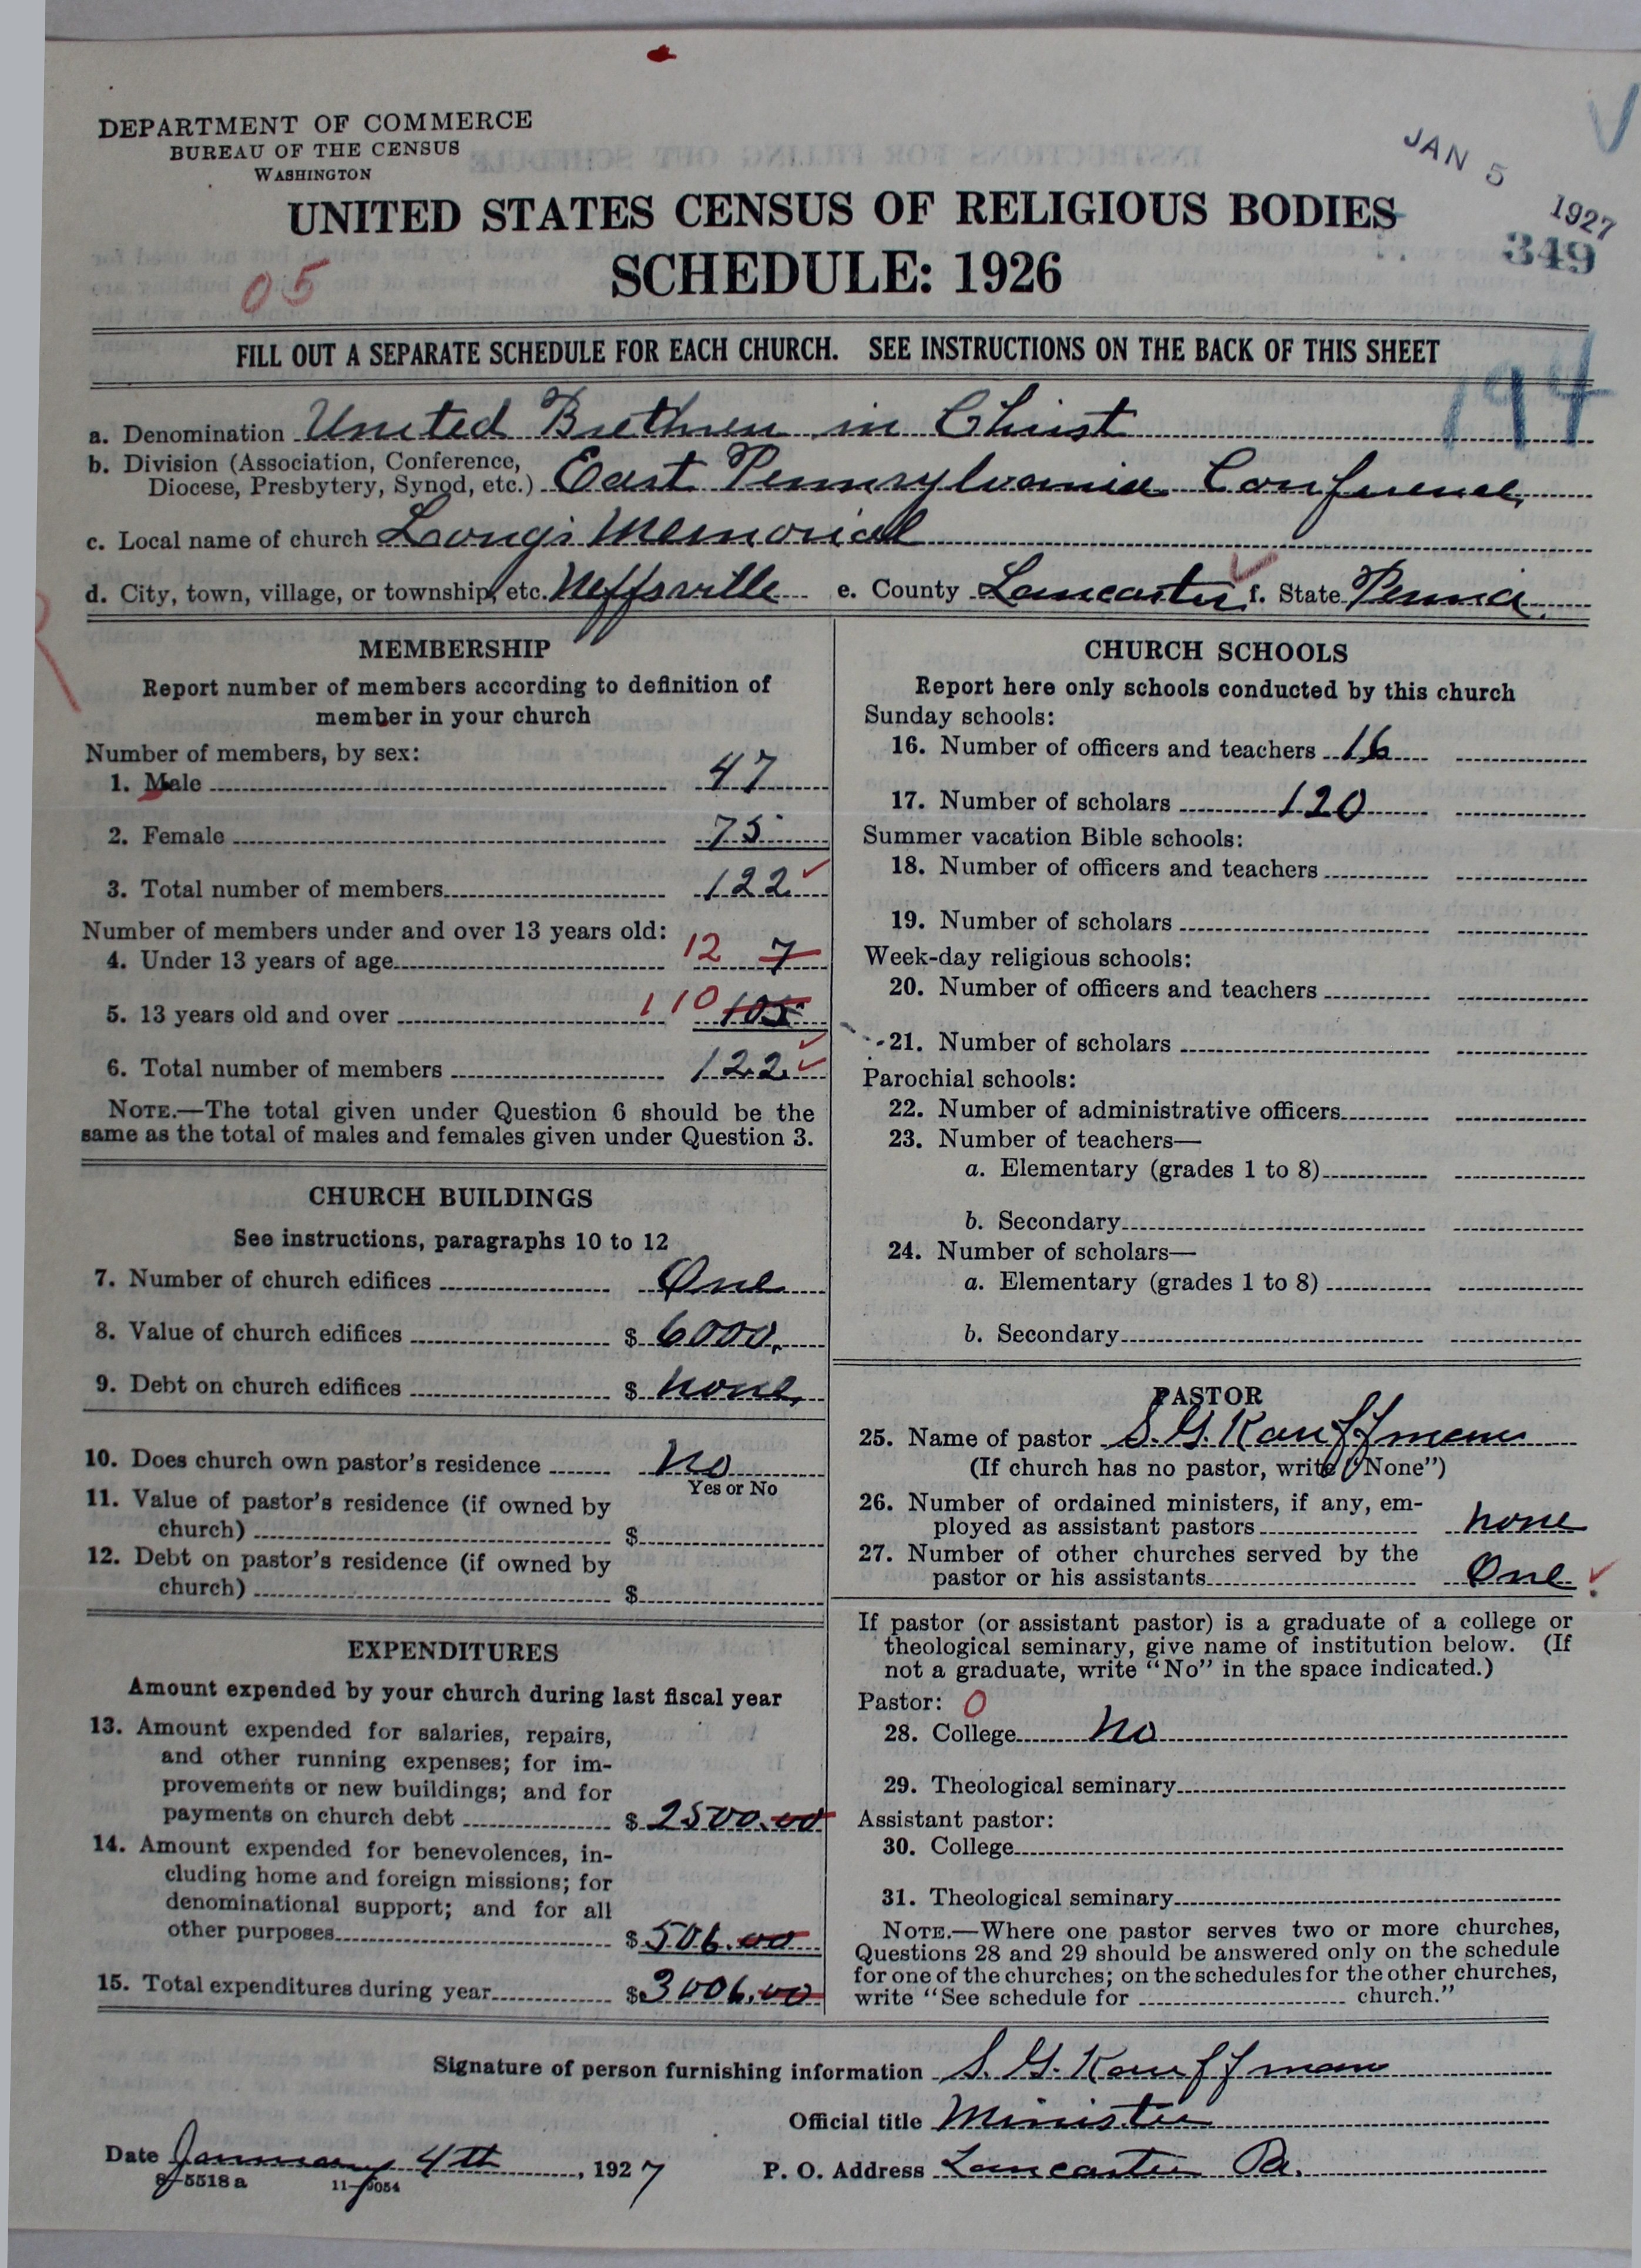 DEPARTMENT OF COMMERCE
BUREAU OF THE CENSUS
WASHINGTON
JAN 5 1927
349
UNITED STATES CENSUS OF RELIGIOUS BODIES
SCHEDULE: 1926
05
FILL OUT A SEPARATE SCHEDULE FOR EACH CHURCH. SEE INSTRUCTIONS ON THE BACK OF THIS SHEET
194
a. Denomination United Brethren in Christ
b. Division (Association, Conference, Diocese, Presbytery, Synod, etc.) East Pennsylvania Conference,
c. Local name of church Long's Memorial
d. City, town, village, or township, etc. Neffsville e. County Lancaster f. State Penna.
MEMBERSHIP
Report number of members according to definition of
member in your church
Number of members, by sex:
1. Male 47
2. Female 75
3. Total number of members 122
Number of members under and over 13 years old:
4. Under 13 years of age 12 7
5. 13 years old and over 110 105
6. Total number of members 122
NOTE.—The total given under Question 6 should be the
same as the total of males and females given under Question 3.
CHURCH BUILDINGS
See instructions, paragraphs 10 to 12
7. Number of church edifices One
8. Value of church edifices $ 6000.
9. Debt on church edifices $ none,
10. Does church own pastor's residence No
Yes or No
11. Value of pastor's residence (if owned by
church) $
12. Debt on pastor's residence (if owned by
church) $
EXPENDITURES
Amount expended by your church during last fiscal year
13. Amount expended for salaries, repairs,
and other running expenses; for im-
provements or new buildings; and for
payments on church debt $ 2500.00
14. Amount expended for benevolences, in-
cluding home and foreign missions; for
denominational support; and for all
other purposes $ 506.00
15. Total expenditures during year $ 3006.00
CHURCH SCHOOLS
Report here only schools conducted by this church
Sunday schools:
16. Number of officers and teachers 16
17. Number of scholars 120
Summer vacation Bible schools:
18. Number of officers and teachers
19. Number of scholars
Week-day religious schools:
20. Number of officers and teachers
21. Number of scholars
Parochial schools:
22. Number of administrative officers
23. Number of teachers—
a. Elementary (grades 1 to 8)
b. Secondary
24. Number of scholars—
a. Elementary (grades 1 to 8)
b. Secondary
PASTOR
25. Name of pastor S. G. Kauffman
(If church has no pastor, write "None")
26. Number of ordained ministers, if any, em-
ployed as assistant pastors none
27. Number of other churches served by the
pastor or his assistants One
If pastor (or assistant pastor) is a graduate of a college or
theological seminary, give name of institution below. (If
not a graduate, write "No" in the space indicated.)
Pastor: 0
28. College No
29. Theological seminary
Assistant pastor:
30. College
31. Theological seminary
NOTE.—Where one pastor serves two or more churches,
Questions 28 and 29 should be answered only on the schedule
for one of the churches; on the schedules for the other churches,
write "See schedule for church."
Signature of person furnishing information S. G. Kauffman
Official title Minister
Date January 4th, 1927 P. O. Address Lancaster Pa.
8-5518a 11-9054